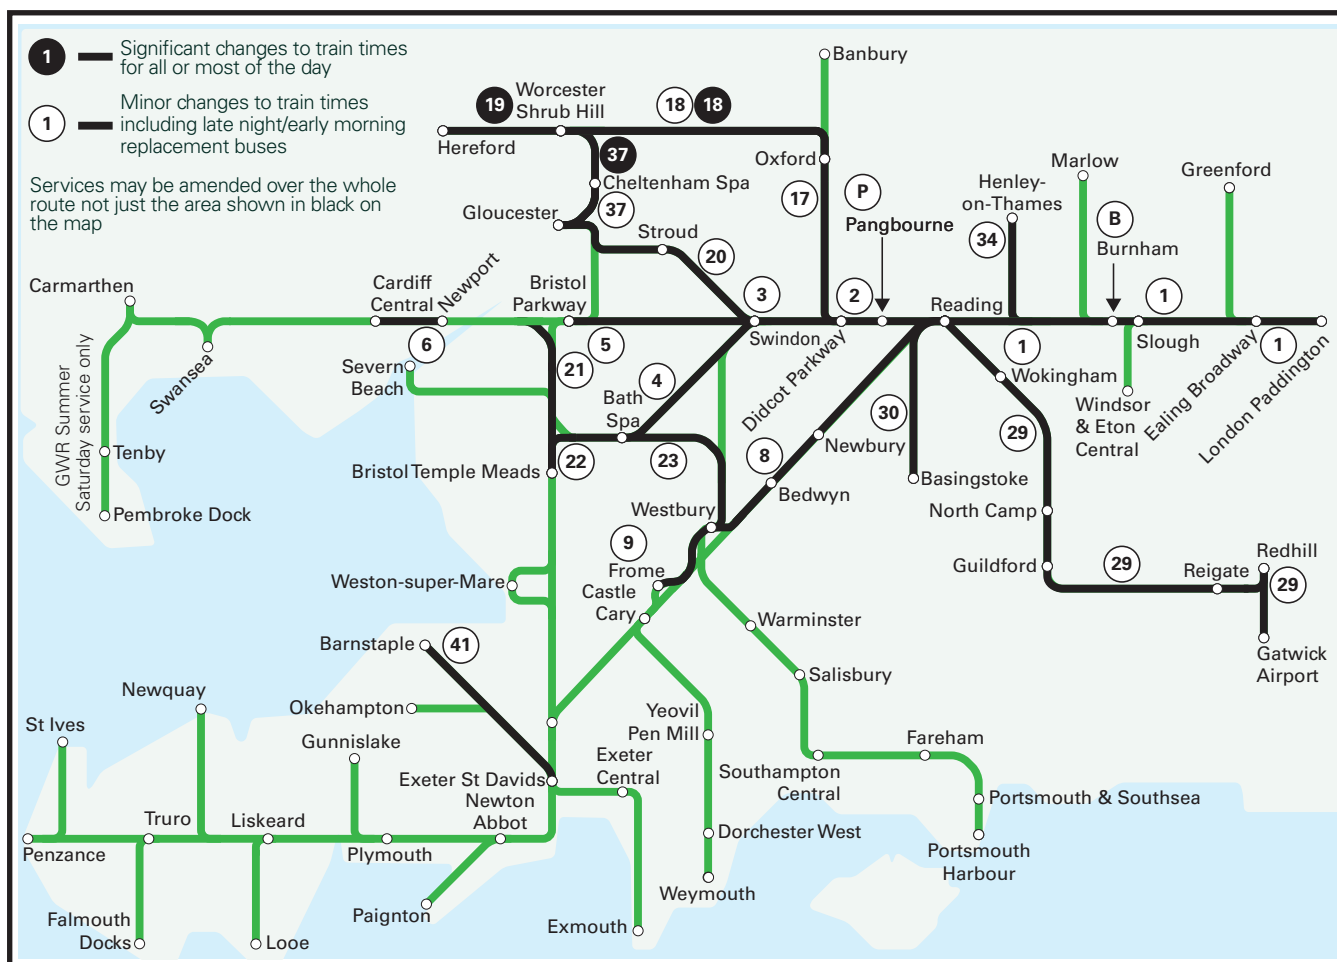 1
Significant changes to train times
for all or most of the day
1
Minor changes to train times
including late night/early morning
replacement buses
Services may be amended over the whole
route not just the area shown in black on
the map
Banbury
19
Worcester
Shrub Hill
18
18
Hereford
Oxford
37
Cheltenham Spa
37
Gloucester
17
P
Pangbourne
Marlow
Henley-
on-Thames
Greenford
B
Burnham
34
Stroud
20
Carmarthen
Cardiff
Central
Newport
Bristol
Parkway
3
2
Reading
1
Swansea
6
5
Swindon
Didcot Parkway
1
Slough
Ealing Broadway
1
London Paddington
GWR Summer
Saturday service only
Severn
Beach
21
4
Bath
Spa
Wokingham
Windsor
& Eton
Central
30
29
Tenby
Newbury
Bristol Temple Meads
22
23
8
Basingstoke
Bedwyn
Pembroke Dock
Westbury
North Camp
9
Frome
Castle
Cary
Guildford
29
Reigate
Redhill
29
Weston-super-Mare
Warminster
Barnstaple
41
Gatwick
Airport
Salisbury
Newquay
Okehampton
Yeovil
Pen Mill
St Ives
Gunnislake
Fareham
Exeter
Central
Southampton
Central
Exeter St Davids
Newton
Abbot
Portsmouth & Southsea
Truro
Liskeard
Dorchester West
Penzance
Plymouth
Portsmouth
Harbour
Weymouth
Falmouth
Docks
Looe
Paignton
Exmouth